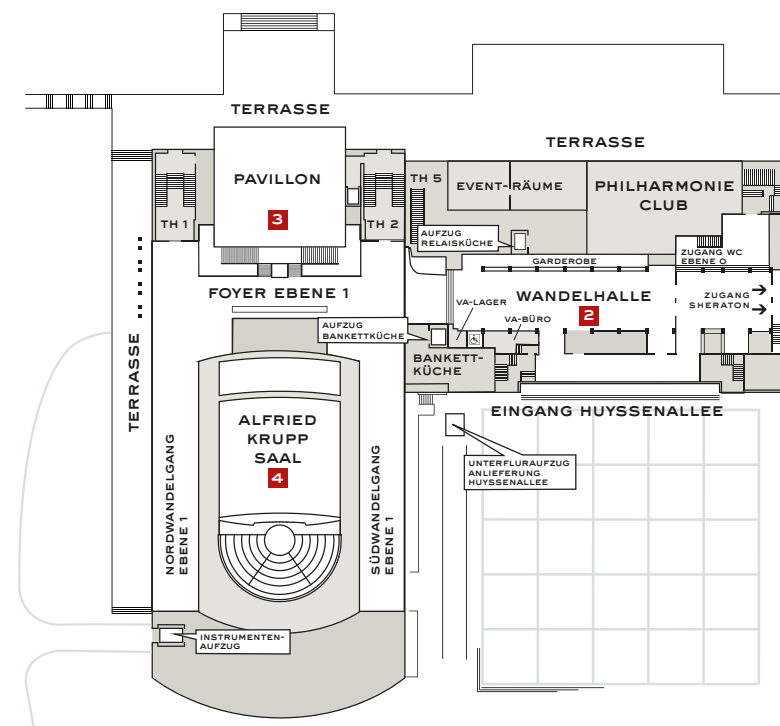 TERRASSE
TERRASSE
PAVILLON
3
TH 1
TH 2
TH 5
EVENT-RÄUME
PHILHARMONIE
CLUB
AUFZUG
RELAISKÜCHE
ZUGANG WC
EBENE 0
GARDEROBE
FOYER EBENE 1
VA-LAGER
WANDELHALLE
2
VA-BÜRO
ZUGANG
SHERATON
AUFZUG
BANKETTKÜCHE
BANKETT-
KÜCHE
TERRASSE
EINGANG HUYSSENALLEE
ALFRIED
KRUPP
SAAL
4
UNTERFLURAUFZUG
ANLIEFERUNG
HUYSSENALLEE
NORDWANDELGANG
EBENE 1
SÜDWANDELGANG
EBENE 1
INSTRUMENTEN-
AUFZUG